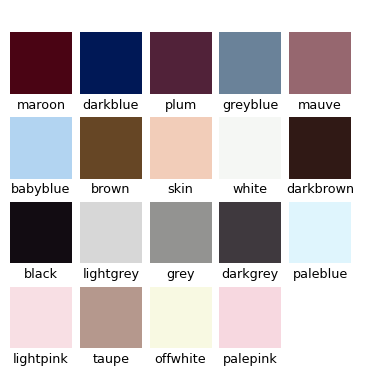 maroon darkblue plum greyblue mauve
babyblue brown skin white darkbrown
black lightgrey grey darkgrey paleblue
lightpink taupe offwhite palepink